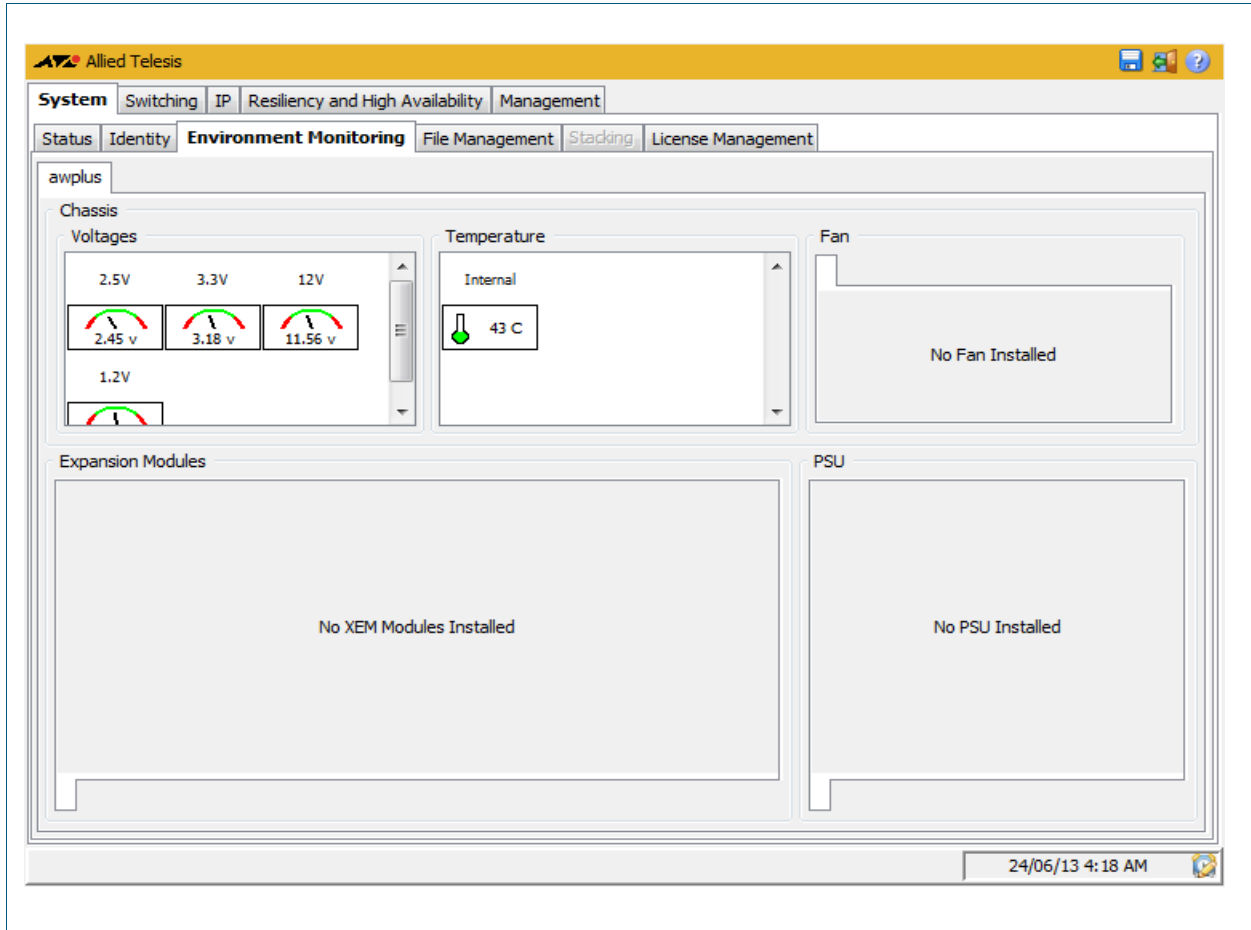 Allied Telesis
System Switching IP Resiliency and High Availability Management
Status Identity Environment Monitoring File Management Stacking License Management
awplus
Chassis
Voltages
2.5V 3.3V 12V
2.45 v 3.18 v 11.56 v
1.2V
Temperature
Internal
43 C
Fan
No Fan Installed
Expansion Modules
No XEM Modules Installed
PSU
No PSU Installed
24/06/13 4:18 AM